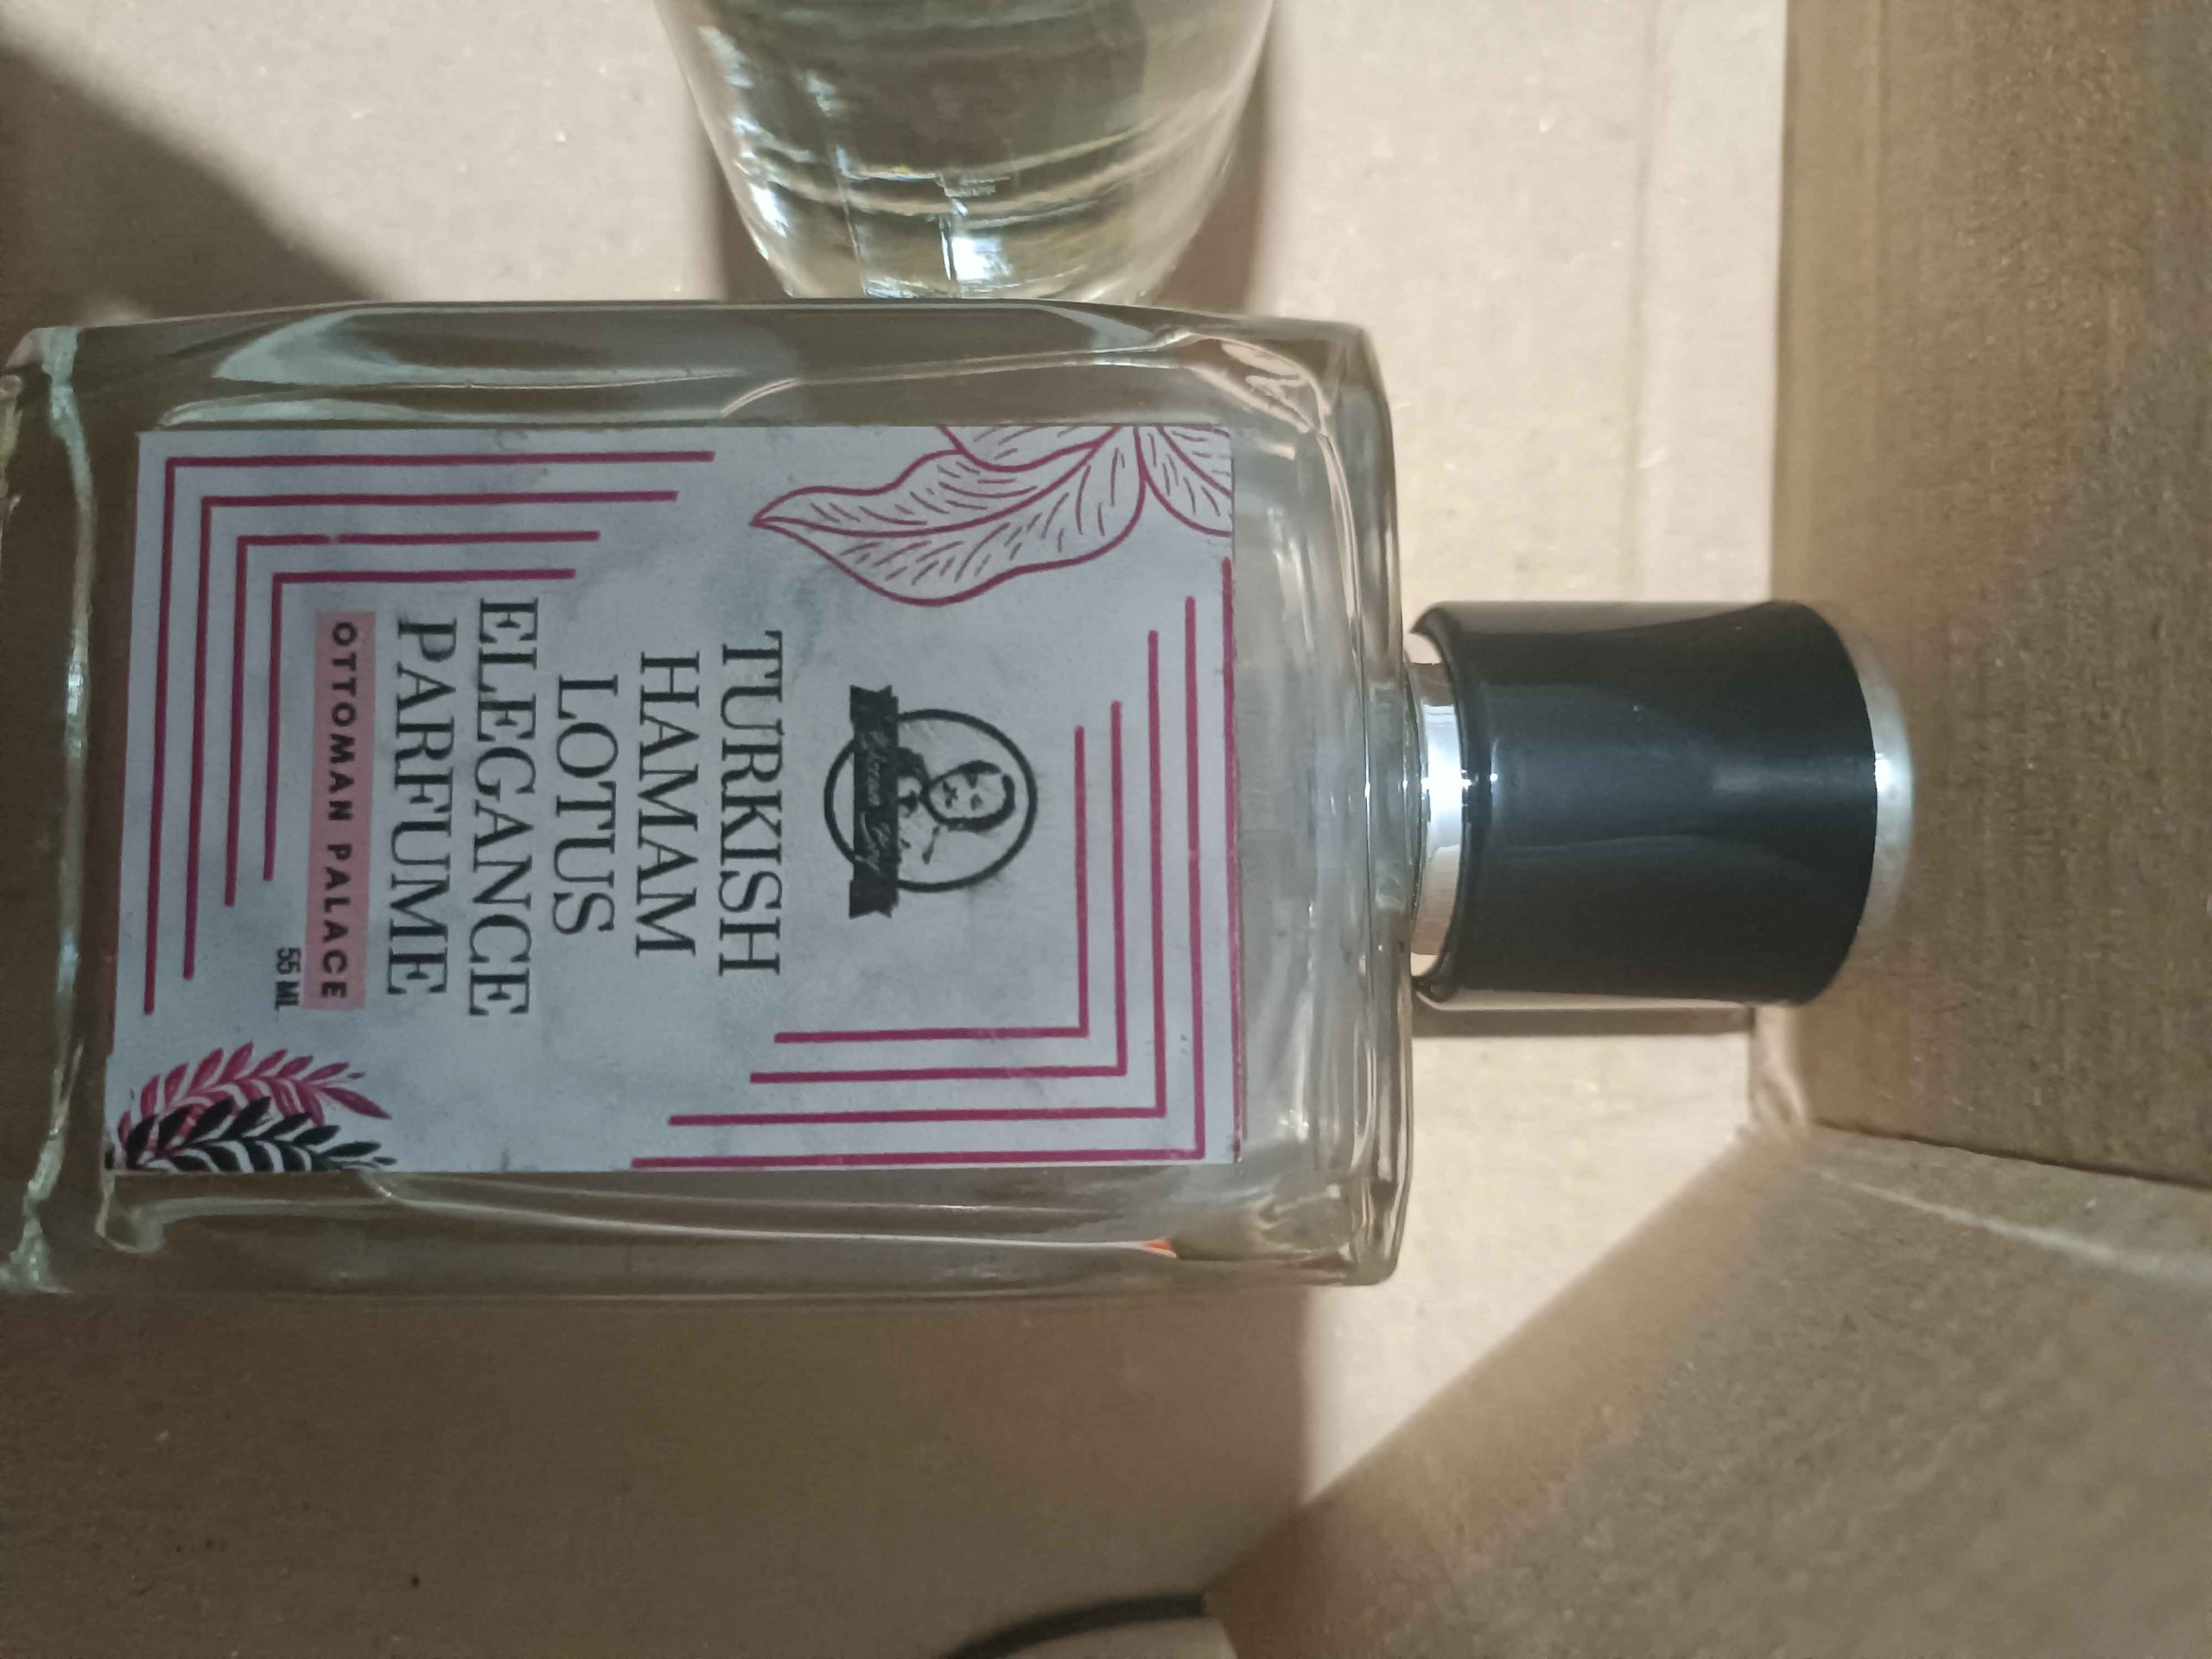 TURKISH
HAMAM
LOTUS
ELEGANCE
PARFUME
OTTOMAN PALACE
55 ML